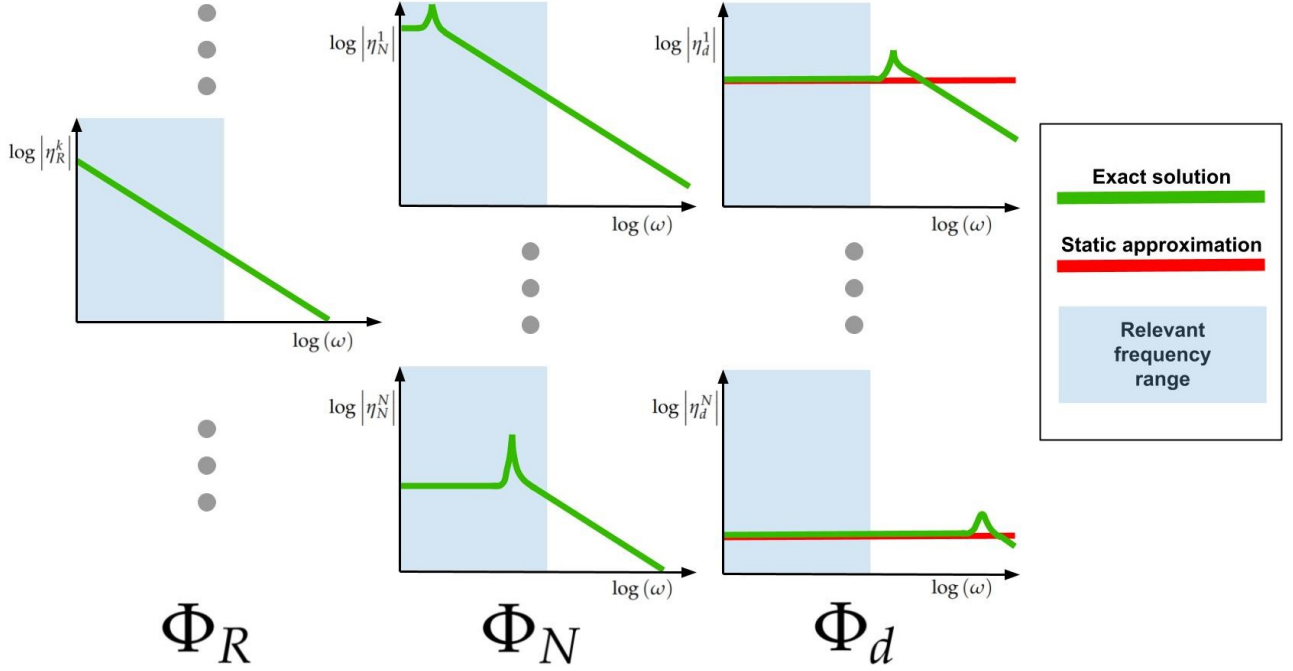 log |η_N^1|
log (ω)
log |η_d^1|
log (ω)
log |η_R^k|
log (ω)
Exact solution
Static approximation
Relevant
frequency
range
log |η_N^N|
log (ω)
log |η_d^N|
log (ω)
Φ_R
Φ_N
Φ_d